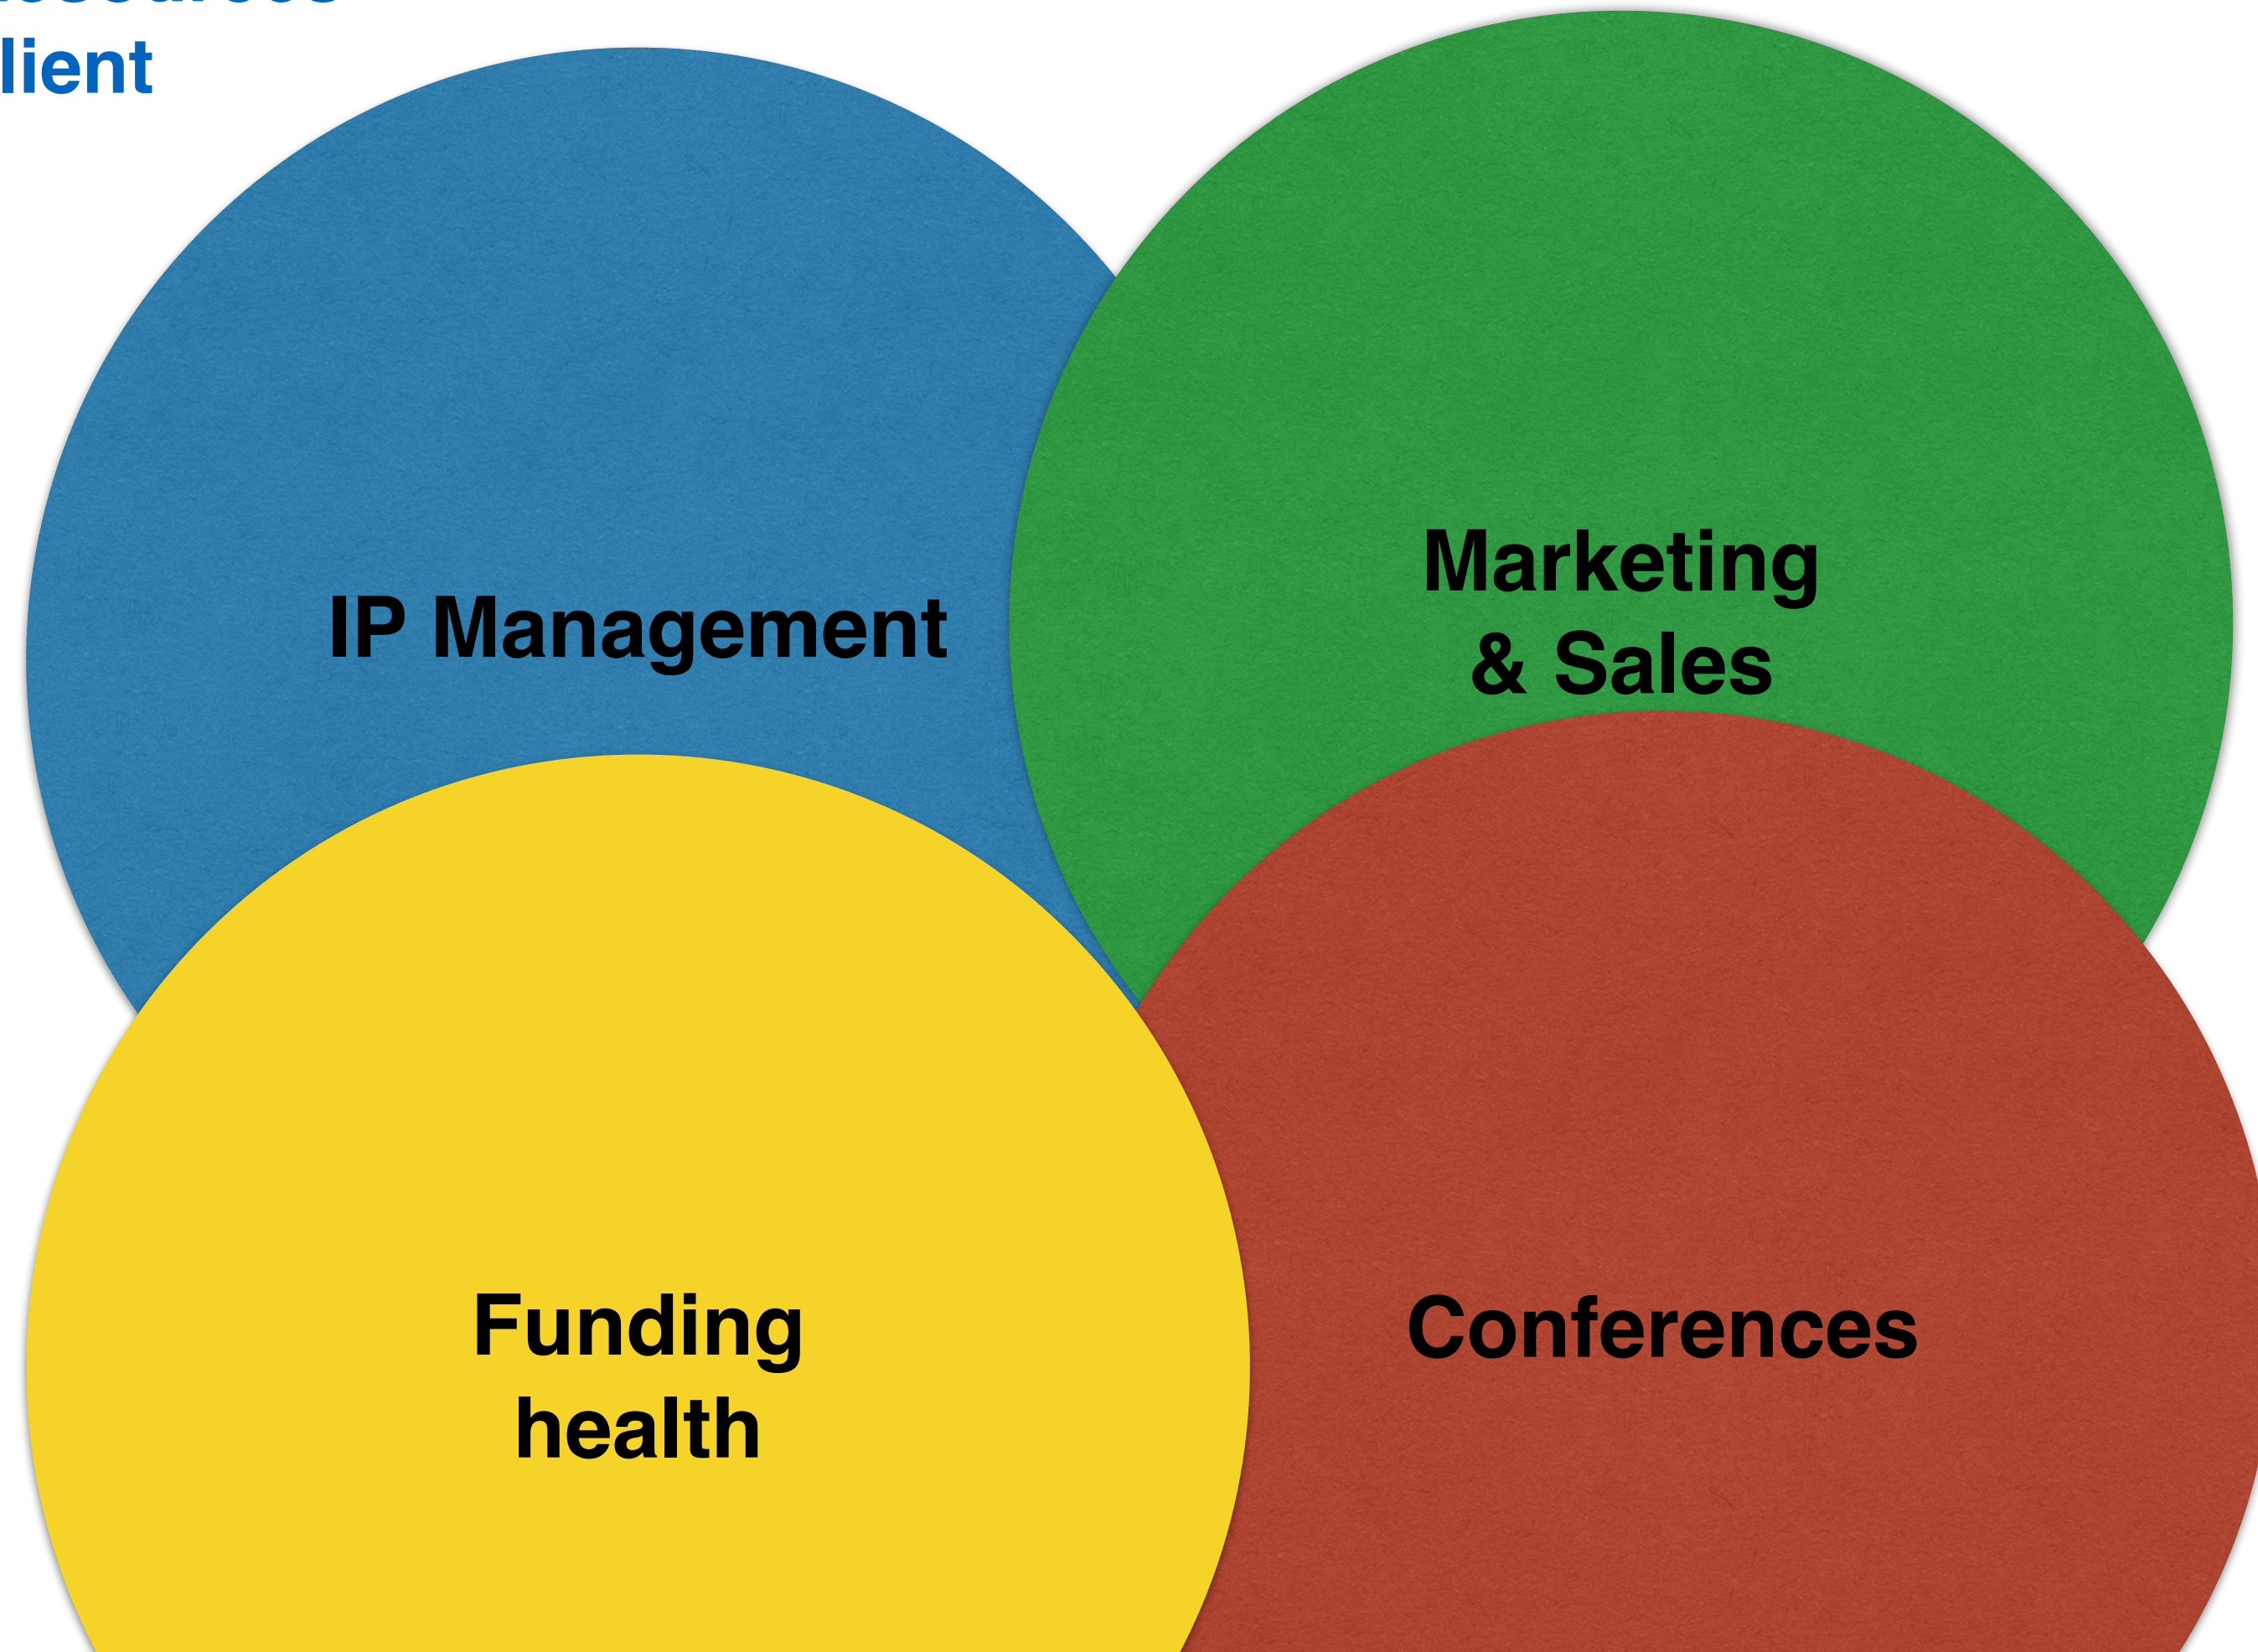 lient
IP Management
Marketing
& Sales
Funding
health
Conferences